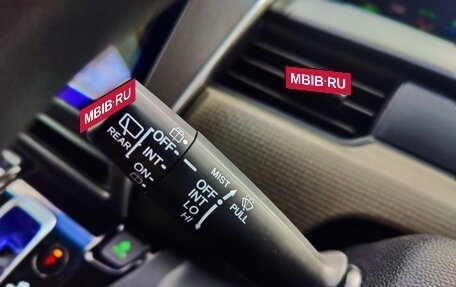 MBIB.RU
MBIB.RU
REAR
OFF
INT
ON
MIST
OFF
INT
LO
HI
PULL